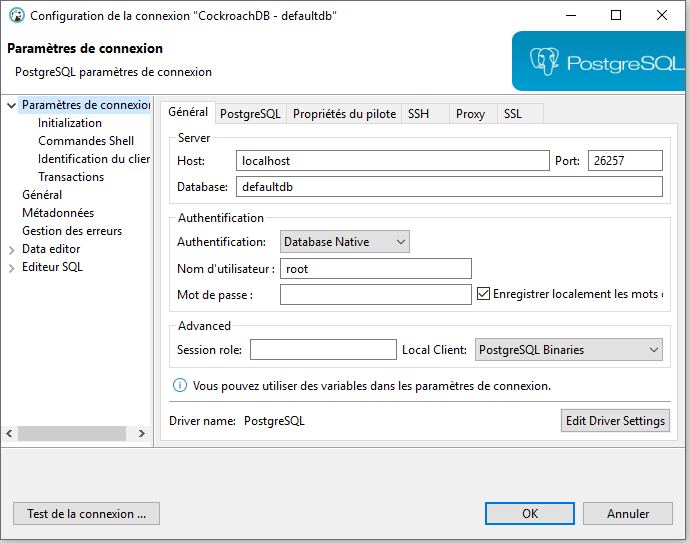 Configuration de la connexion "CockroachDB - defaultdb"
Paramètres de connexion
PostgreSQL paramètres de connexion
PostgreSQL
Paramètres de connexion
Initialization
Commandes Shell
Identification du clier
Transactions
Général
Métadonnées
Gestion des erreurs
Data editor
Editeur SQL
Général PostgreSQL Propriétés du pilote SSH Proxy SSL
Server
Host: localhost Port: 26257
Database: defaultdb
Authentification
Authentification: Database Native
Nom d'utilisateur : root
Mot de passe : Enregistrer localement les mots
Advanced
Session role: Local Client: PostgreSQL Binaries
Vous pouvez utiliser des variables dans les paramètres de connexion.
Driver name: PostgreSQL Edit Driver Settings
Test de la connexion ... OK Annuler